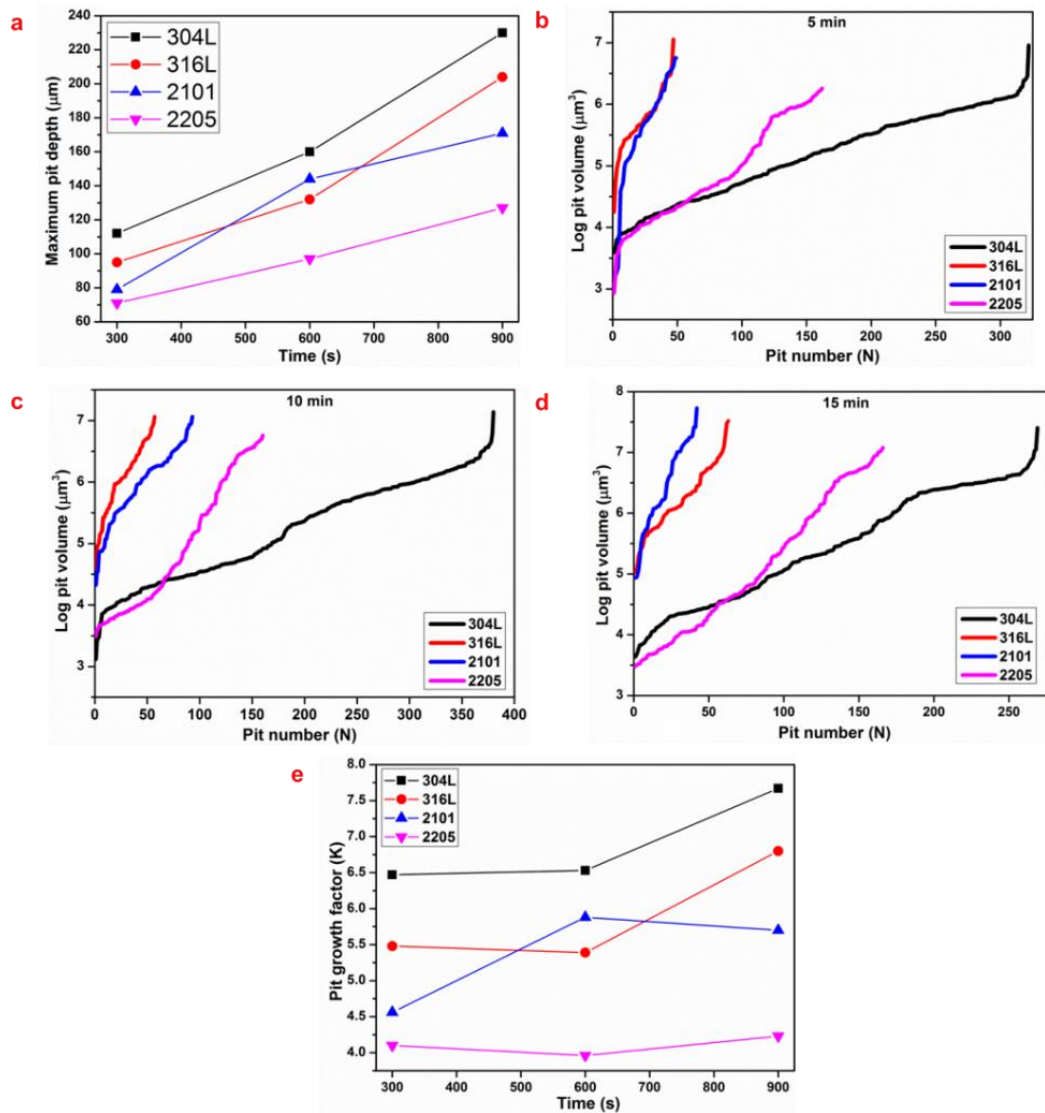 a
304L
316L
2101
2205
240
220
200
180
160
140
120
100
80
60
Maximum pit depth (μm)
300 400 500 600 700 800 900
Time (s)
b
5 min
7
6
5
4
3
Log pit volume (μm³)
0 50 100 150 200 250 300
Pit number (N)
304L
316L
2101
2205
c
10 min
7
6
5
4
3
Log pit volume (μm³)
0 50 100 150 200 250 300 350 400
Pit number (N)
304L
316L
2101
2205
d
15 min
8
7
6
5
4
3
Log pit volume (μm³)
0 50 100 150 200 250
Pit number (N)
304L
316L
2101
2205
e
304L
316L
2101
2205
8.0
7.5
7.0
6.5
6.0
5.5
5.0
4.5
4.0
Pit growth factor (K)
300 400 500 600 700 800 900
Time (s)